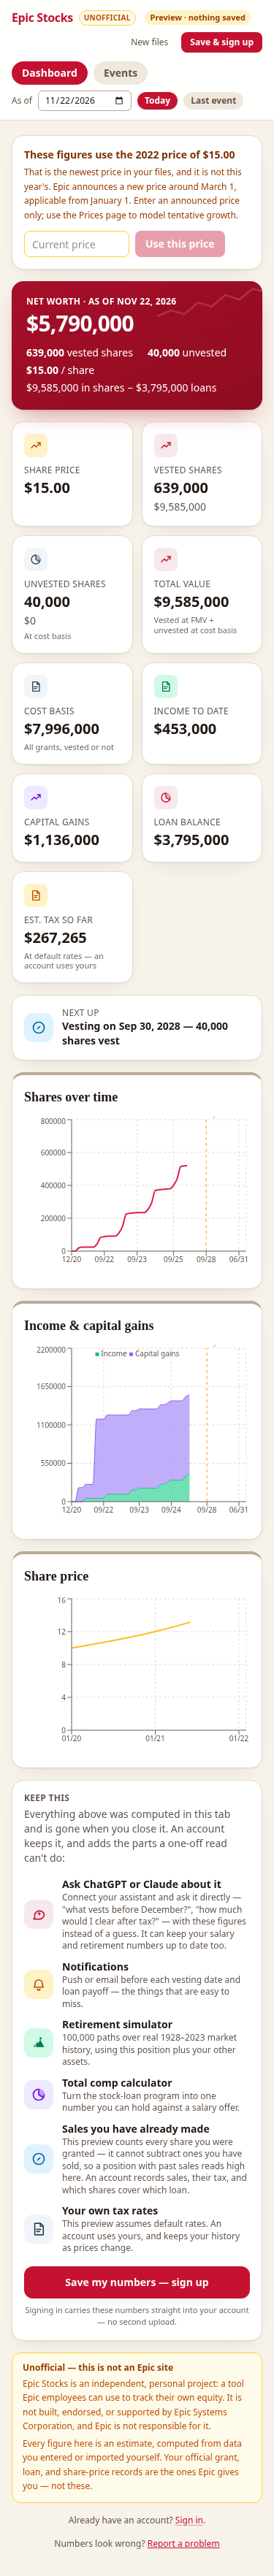 Epic Stocks UNOFFICIAL Preview · nothing saved
New files Save & sign up
Dashboard Events
As of 11/22/2026 Today Last event
These figures use the 2022 price of $15.00
That is the newest price in your files, and it is not this
year's. Epic announces a new price around March 1,
applicable from January 1. Enter an announced price
only; use the Prices page to model tentative growth.
Current price Use this price
NET WORTH · AS OF NOV 22, 2026
$5,790,000
639,000 vested shares 40,000 unvested
$15.00 / share
$9,585,000 in shares − $3,795,000 loans
SHARE PRICE
$15.00
VESTED SHARES
639,000
$9,585,000
UNVESTED SHARES
40,000
$0
At cost basis
TOTAL VALUE
$9,585,000
Vested at FMV +
unvested at cost basis
COST BASIS
$7,996,000
All grants, vested or not
INCOME TO DATE
$453,000
CAPITAL GAINS
$1,136,000
LOAN BALANCE
$3,795,000
EST. TAX SO FAR
$267,265
At default rates — an
account uses yours
NEXT UP
Vesting on Sep 30, 2028 — 40,000
shares vest
Shares over time
800000
600000
400000
200000
0
12/20 09/22 09/23 09/25 09/28 06/31
Income & capital gains
2200000
Income Capital gains
1650000
1100000
550000
0
12/20 09/22 09/23 09/24 09/28 06/31
Share price
16
12
8
4
0
01/20 01/21 01/22
KEEP THIS
Everything above was computed in this tab
and is gone when you close it. An account
keeps it, and adds the parts a one-off read
can't do:
Ask ChatGPT or Claude about it
Connect your assistant and ask it directly —
"what vests before December?", "how much
would I clear after tax?" — with these figures
instead of a guess. It can keep your salary
and retirement numbers up to date too.
Notifications
Push or email before each vesting date and
loan payoff — the things that are easy to
miss.
Retirement simulator
100,000 paths over real 1928–2023 market
history, using this position plus your other
assets.
Total comp calculator
Turn the stock-loan program into one
number you can hold against a salary offer.
Sales you have already made
This preview counts every share you were
granted — it cannot subtract ones you have
sold, so a position with past sales reads high
here. An account records sales, their tax, and
which shares cover which loan.
Your own tax rates
This preview assumes default rates. An
account uses yours, and keeps your history
as prices change.
Save my numbers — sign up
Signing in carries these numbers straight into your account
— no second upload.
Unofficial — this is not an Epic site
Epic Stocks is an independent, personal project: a tool
Epic employees can use to track their own equity. It is
not built, endorsed, or supported by Epic Systems
Corporation, and Epic is not responsible for it.
Every figure here is an estimate, computed from data
you entered or imported yourself. Your official grant,
loan, and share-price records are the ones Epic gives
you — not these.
Already have an account? Sign in.
Numbers look wrong? Report a problem